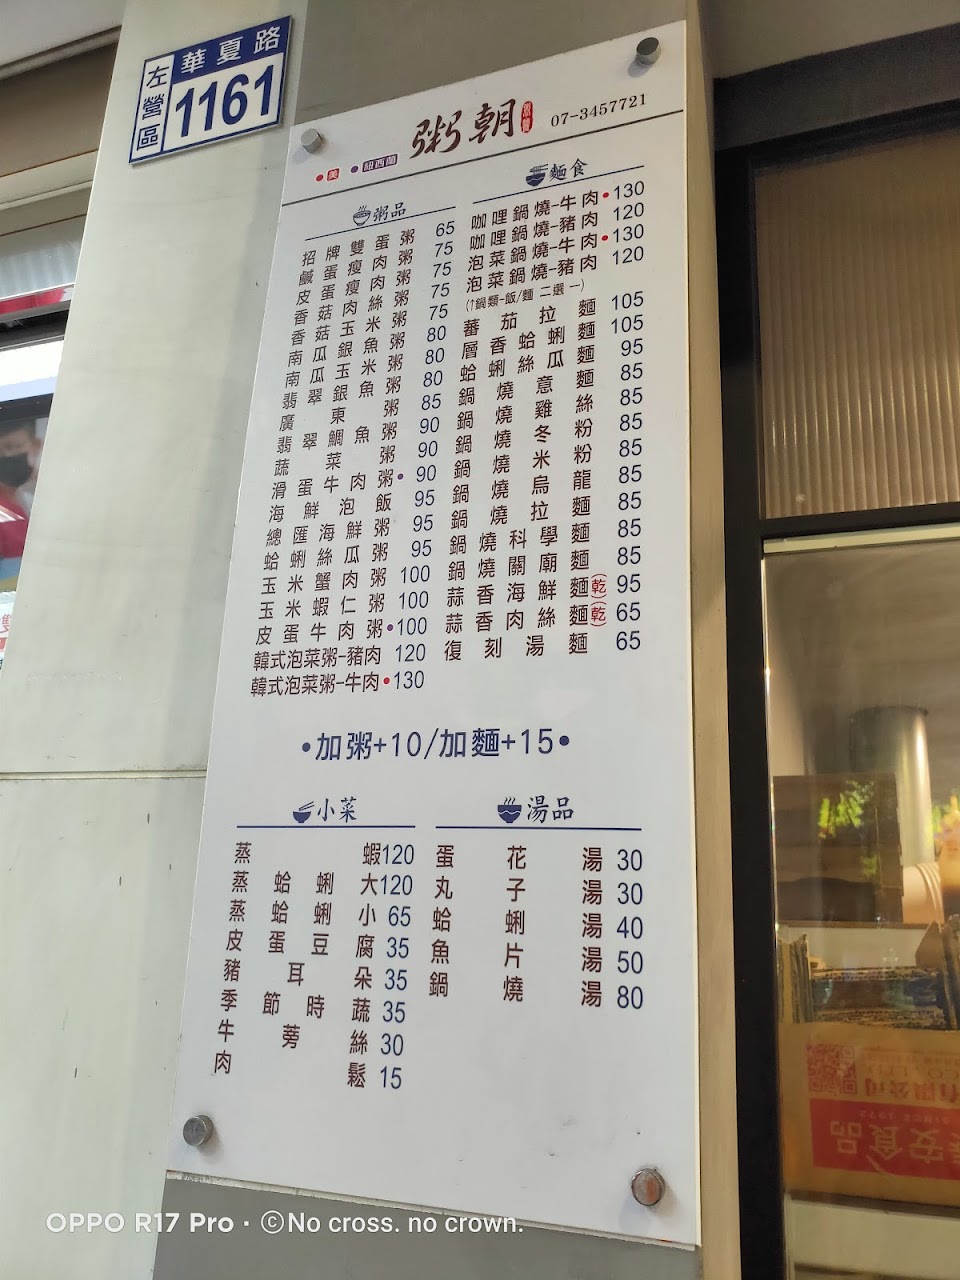 左營區
華夏路
1161
粥朝
07-3457721
•美 •紐西蘭
粥品
招牌雙蛋粥 65
鹹蛋瘦肉粥 75
皮蛋瘦肉粥 75
香菇肉絲粥 75
香菇玉米粥 75
南瓜銀魚粥 80
南瓜玉米粥 80
翡翠銀魚粥 80
廣東粥 85
翡翠鯛魚粥 90
蔬菜粥 90
滑蛋牛肉粥•90
海鮮泡飯 95
總匯海鮮粥 95
蛤蜊絲瓜粥 95
玉米蟹肉粥 100
玉米蝦仁粥 100
皮蛋牛肉粥•100
韓式泡菜粥-豬肉 120
韓式泡菜粥-牛肉•130
麵食
咖哩鍋燒-牛肉•130
咖哩鍋燒-豬肉 120
泡菜鍋燒-牛肉•130
泡菜鍋燒-豬肉 120
(↑鍋類-飯/麵 二選一)
蕃茄拉麵 105
層香蛤蜊麵 105
蛤蜊絲瓜麵 95
鍋燒意麵 85
鍋燒雞絲 85
鍋燒冬粉 85
鍋燒米粉 85
鍋燒烏龍 85
鍋燒拉麵 85
鍋燒科學麵 85
鍋燒關廟麵 85
蒜香海鮮麵(乾) 95
蒜香肉絲麵(乾) 65
復刻湯麵 65
•加粥+10/加麵+15•
小菜
蒸蝦 120
蒸蛤蜊大 120
蒸蛤蜊小 65
皮蛋豆腐 35
豬耳朵 35
季節時蔬 35
牛蒡絲 30
肉鬆 15
湯品
蛋花湯 30
丸子湯 30
蛤蜊湯 40
魚片湯 50
鍋燒湯 80
OPPO R17 Pro · ©No cross. no crown.